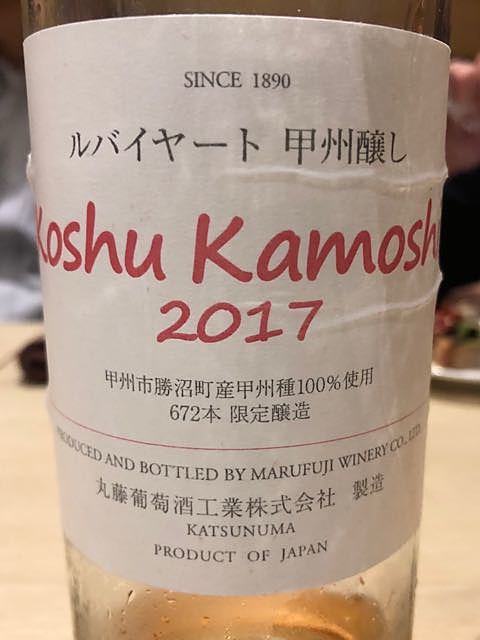 SINCE 1890
ルバイヤート 甲州醸し
Koshu Kamoshi
2017
甲州市勝沼町産甲州種100%使用
672本 限定醸造
PRODUCED AND BOTTLED BY MARUFUJI WINERY CO., LTD.
丸藤葡萄酒工業株式会社 製造
KATSUNUMA
PRODUCT OF JAPAN